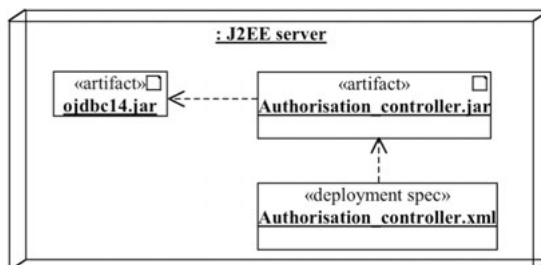 : J2EE server
«artifact»
ojdbc14.jar
«artifact»
Authorisation_controller.jar
«deployment spec»
Authorisation_controller.xml